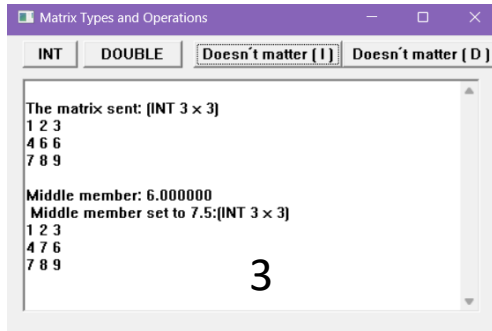 Matrix Types and Operations
INT DOUBLE Doesn´t matter ( I ) Doesn´t matter ( D )
The matrix sent: (INT 3 x 3)
1 2 3
4 6 6
7 8 9
Middle member: 6.000000
Middle member set to 7.5:(INT 3 x 3)
1 2 3
4 7 6
7 8 9
3